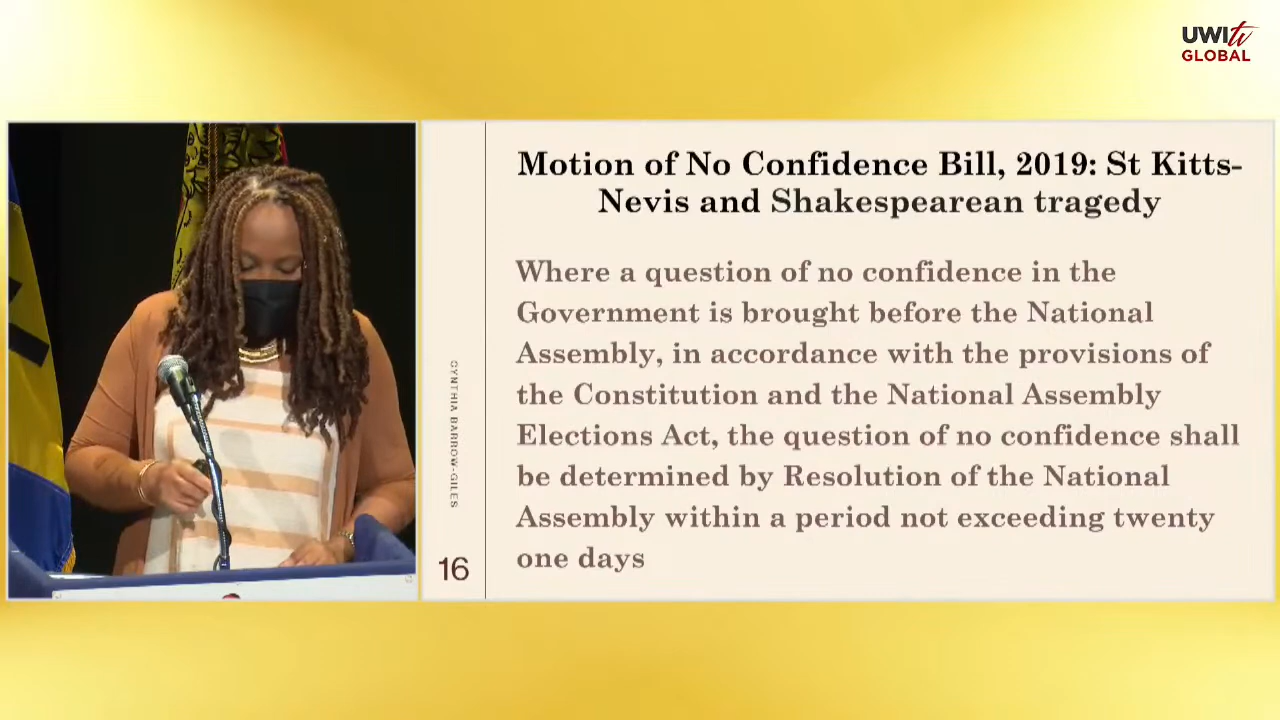 UWItv
GLOBAL
Motion of No Confidence Bill, 2019: St Kitts-
Nevis and Shakespearean tragedy
Where a question of no confidence in the
Government is brought before the National
Assembly, in accordance with the provisions of
the Constitution and the National Assembly
Elections Act, the question of no confidence shall
be determined by Resolution of the National
Assembly within a period not exceeding twenty
one days
CYNTHIA BARROW-GILES
16